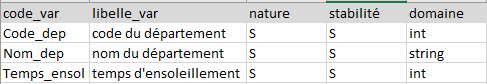 code_var libelle_var nature stabilité domaine
Code_dep code du département S S int
Nom_dep nom du département S S string
Temps_ensol temps d'ensoleillement S S int